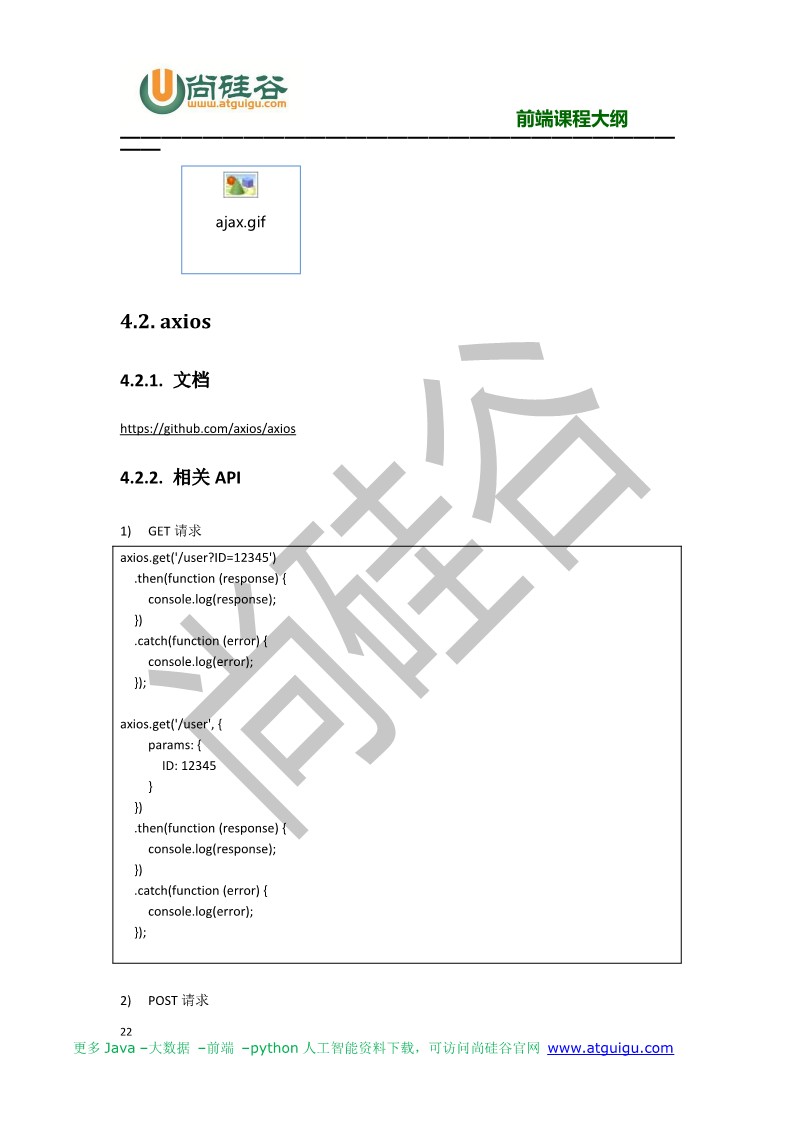 尚硅谷
www.atguigu.com
前端课程大纲
ajax.gif
4.2. axios
4.2.1. 文档
https://github.com/axios/axios
4.2.2. 相关 API
1) GET 请求
axios.get('/user?ID=12345')
.then(function (response) {
console.log(response);
})
.catch(function (error) {
console.log(error);
});
axios.get('/user', {
params: {
ID: 12345
}
})
.then(function (response) {
console.log(response);
})
.catch(function (error) {
console.log(error);
});
尚硅谷
2) POST 请求
22
更多 Java –大数据 –前端 –python 人工智能资料下载，可访问尚硅谷官网 www.atguigu.com